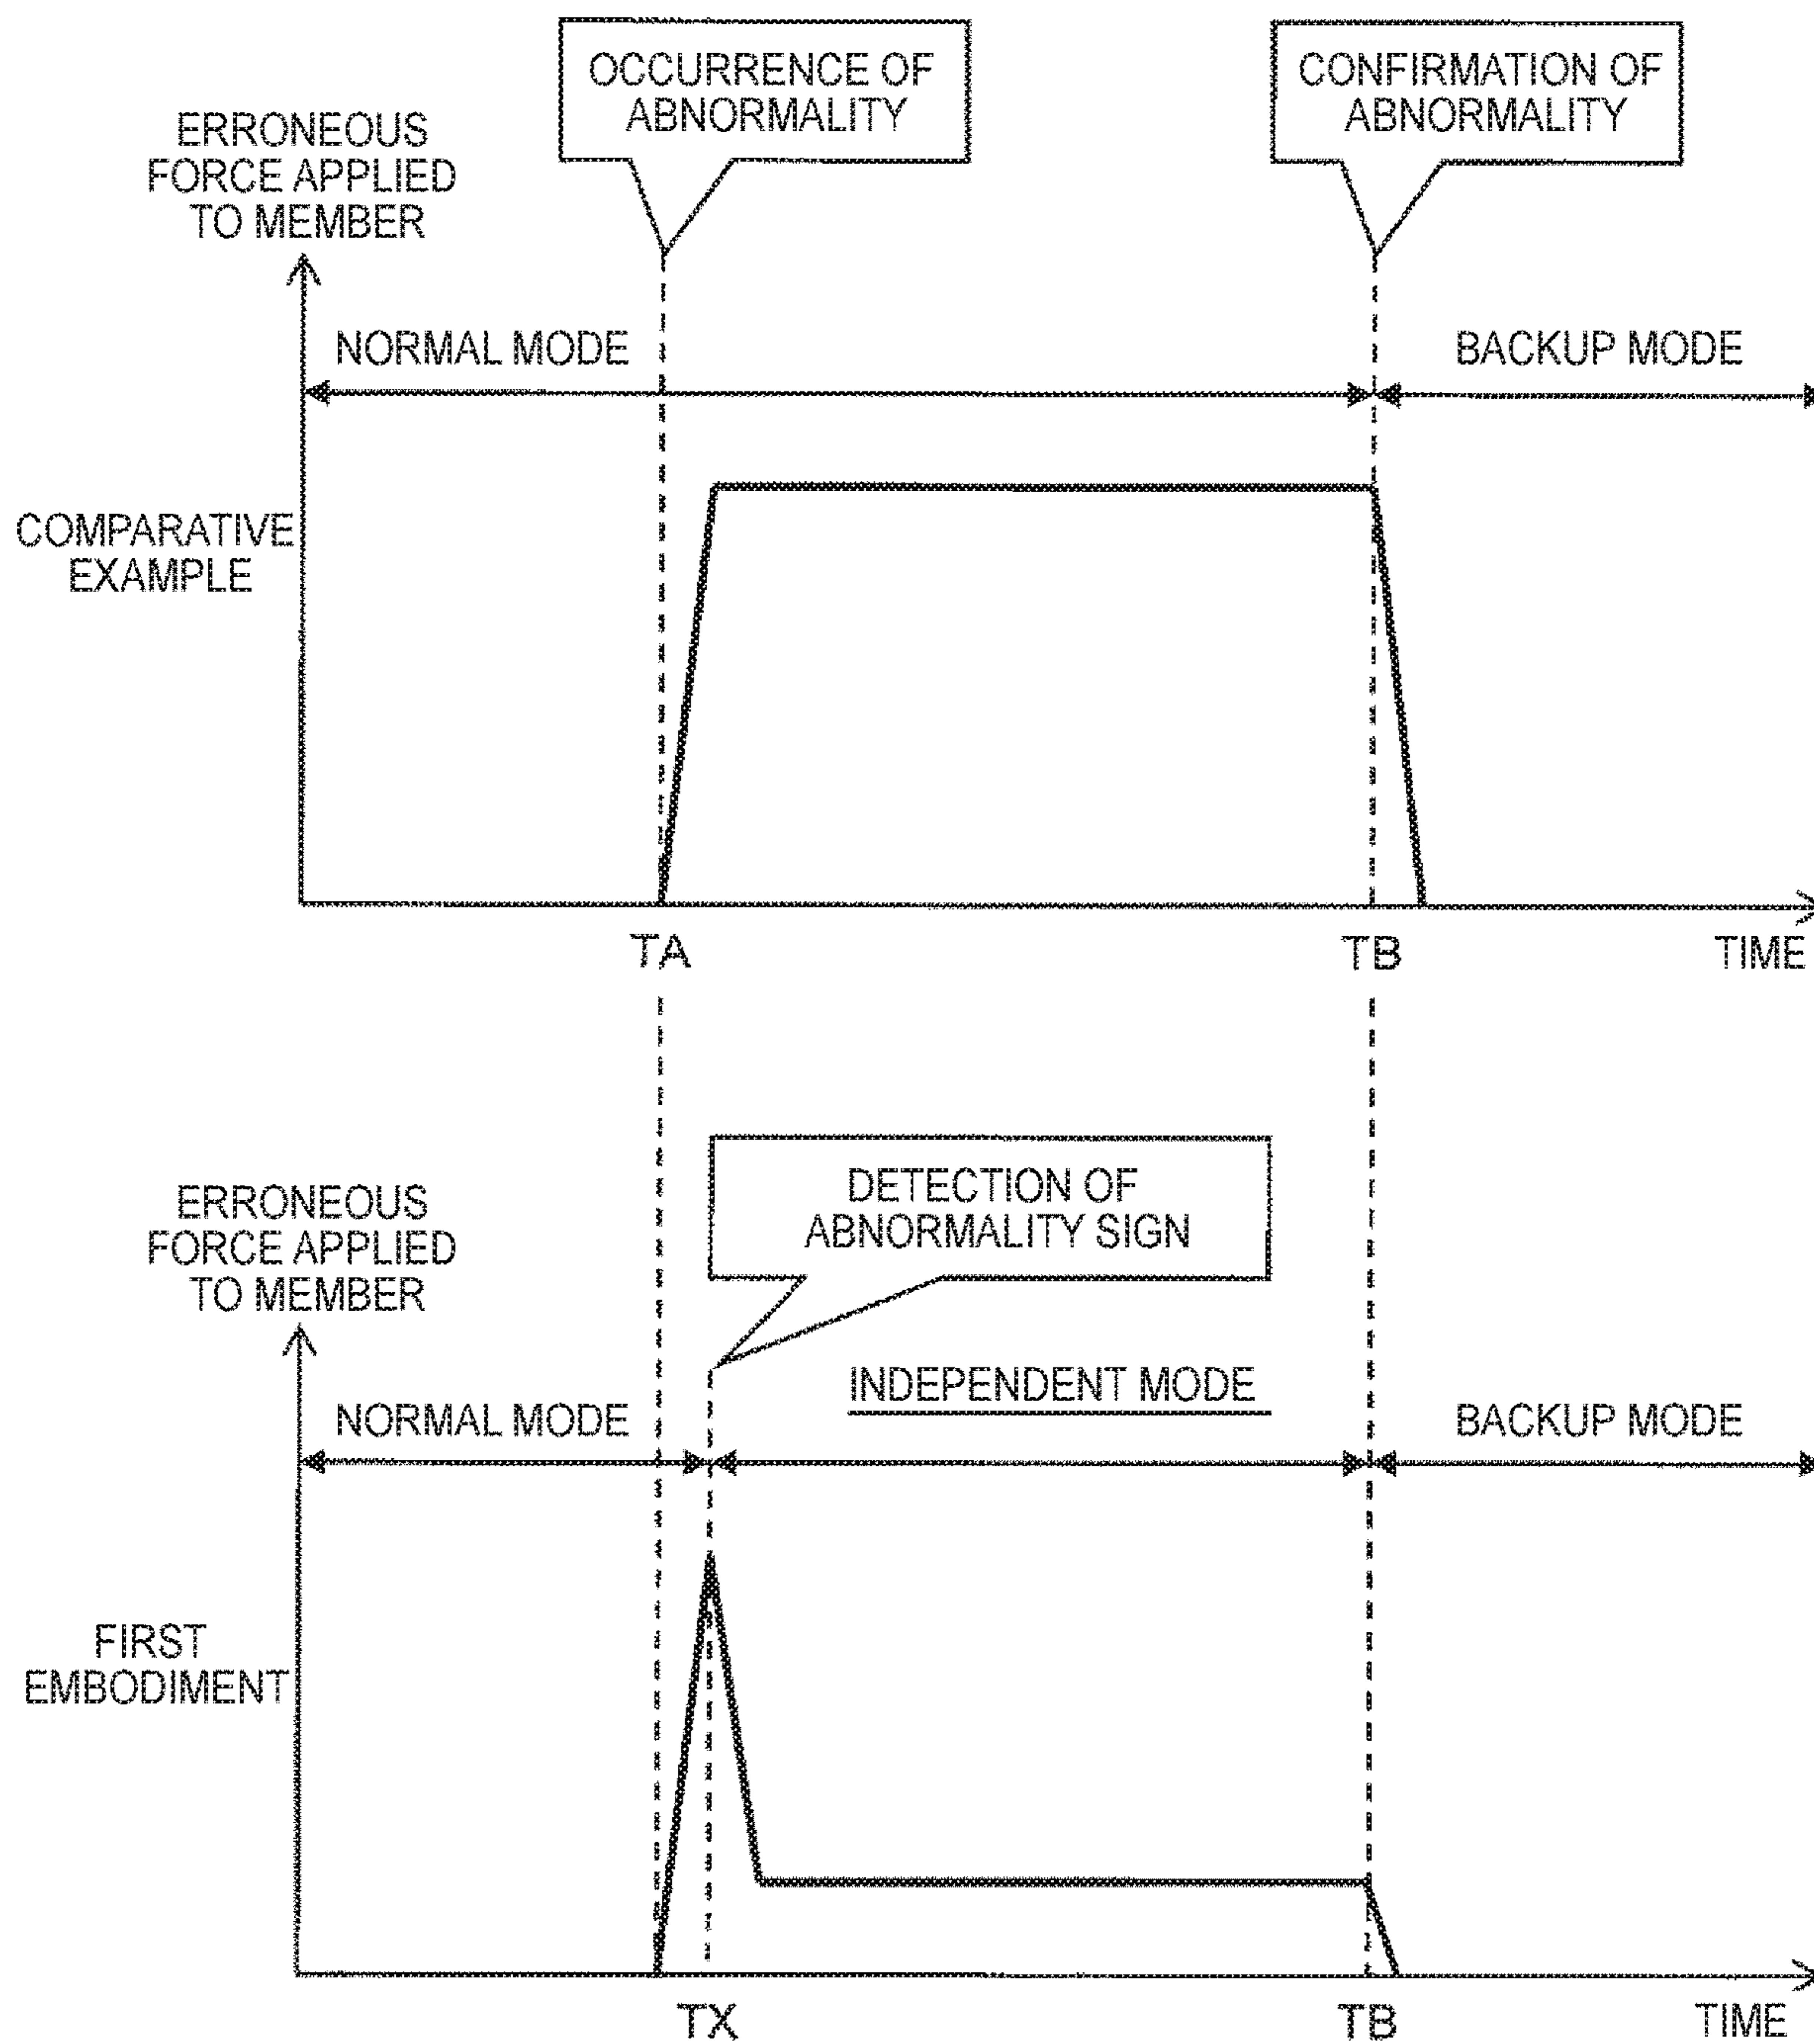 OCCURRENCE OF
ABNORMALITY
CONFIRMATION OF
ABNORMALITY
ERRONEOUS
FORCE APPLIED
TO MEMBER
NORMAL MODE
BACKUP MODE
COMPARATIVE
EXAMPLE
TA
TB
TIME
DETECTION OF
ABNORMALITY SIGN
ERRONEOUS
FORCE APPLIED
TO MEMBER
INDEPENDENT MODE
NORMAL MODE
BACKUP MODE
FIRST
EMBODIMENT
TX
TB
TIME